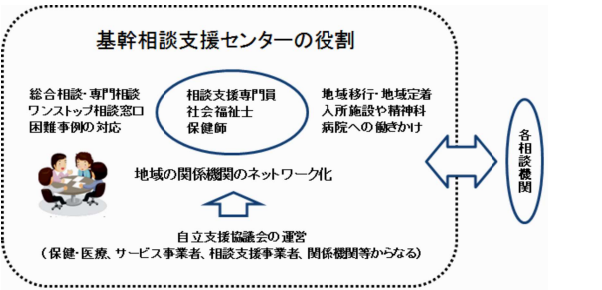 基幹相談支援センターの役割
総合相談・専門相談
ワンストップ相談窓口
困難事例の対応
相談支援専門員
社会福祉士
保健師
地域移行・地域定着
入所施設や精神科
病院への働きかけ
地域の関係機関のネットワーク化
自立支援協議会の運営
（保健・医療、サービス事業者、相談支援事業者、関係機関等からなる）
各相談機関